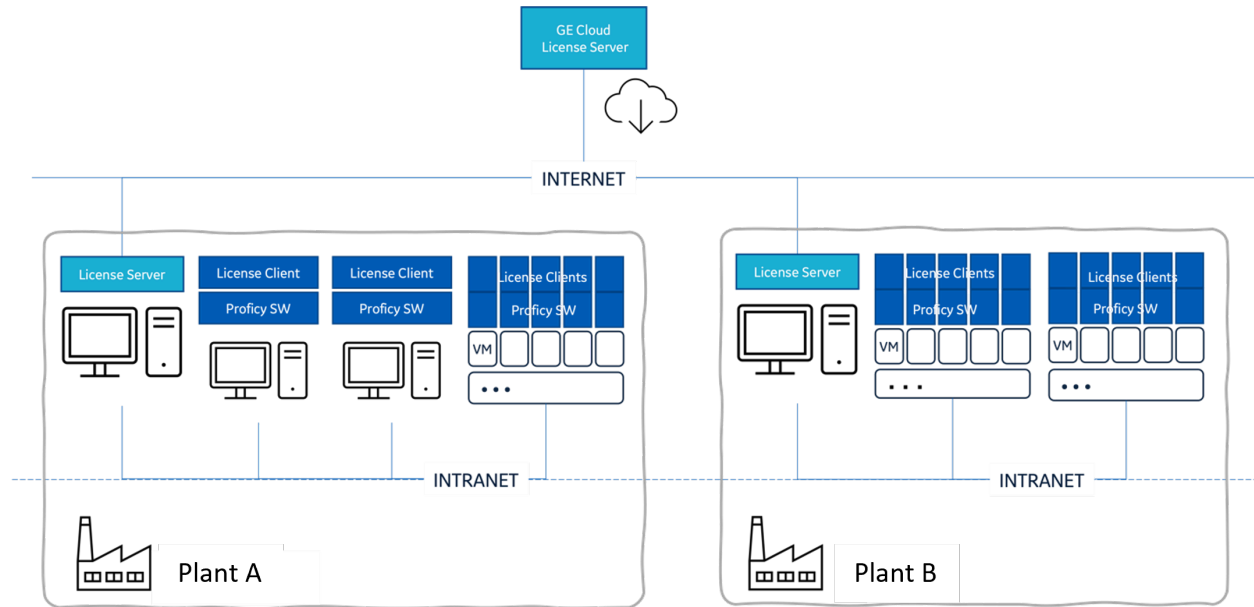 GE Cloud
License Server
INTERNET
License Server
License Client
Proficy SW
License Client
Proficy SW
License Clients
Proficy SW
VM
INTRANET
Plant A
License Server
License Clients
Proficy SW
VM
License Clients
Proficy SW
VM
INTRANET
Plant B